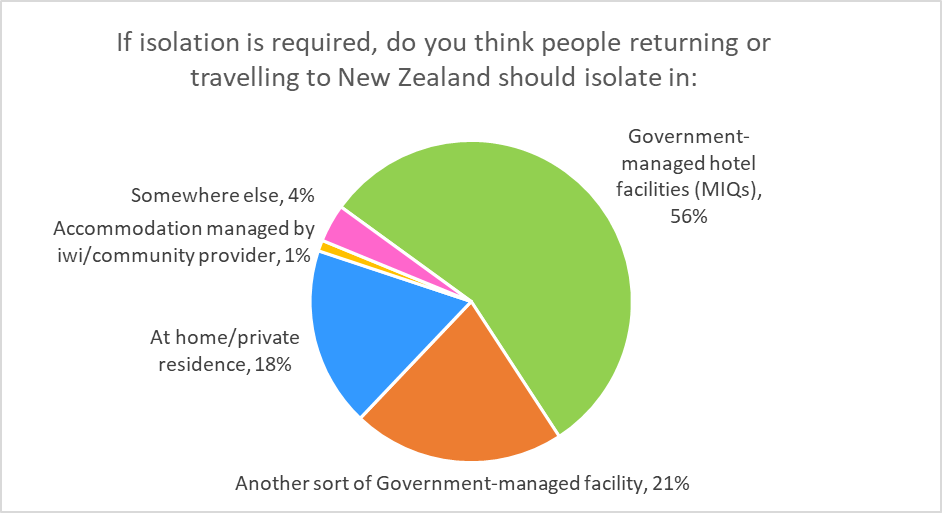 If isolation is required, do you think people returning or
travelling to New Zealand should isolate in:
Government-
managed hotel
facilities (MIQs),
56%
Somewhere else, 4%
Accommodation managed by
iwi/community provider, 1%
At home/private
residence, 18%
Another sort of Government-managed facility, 21%